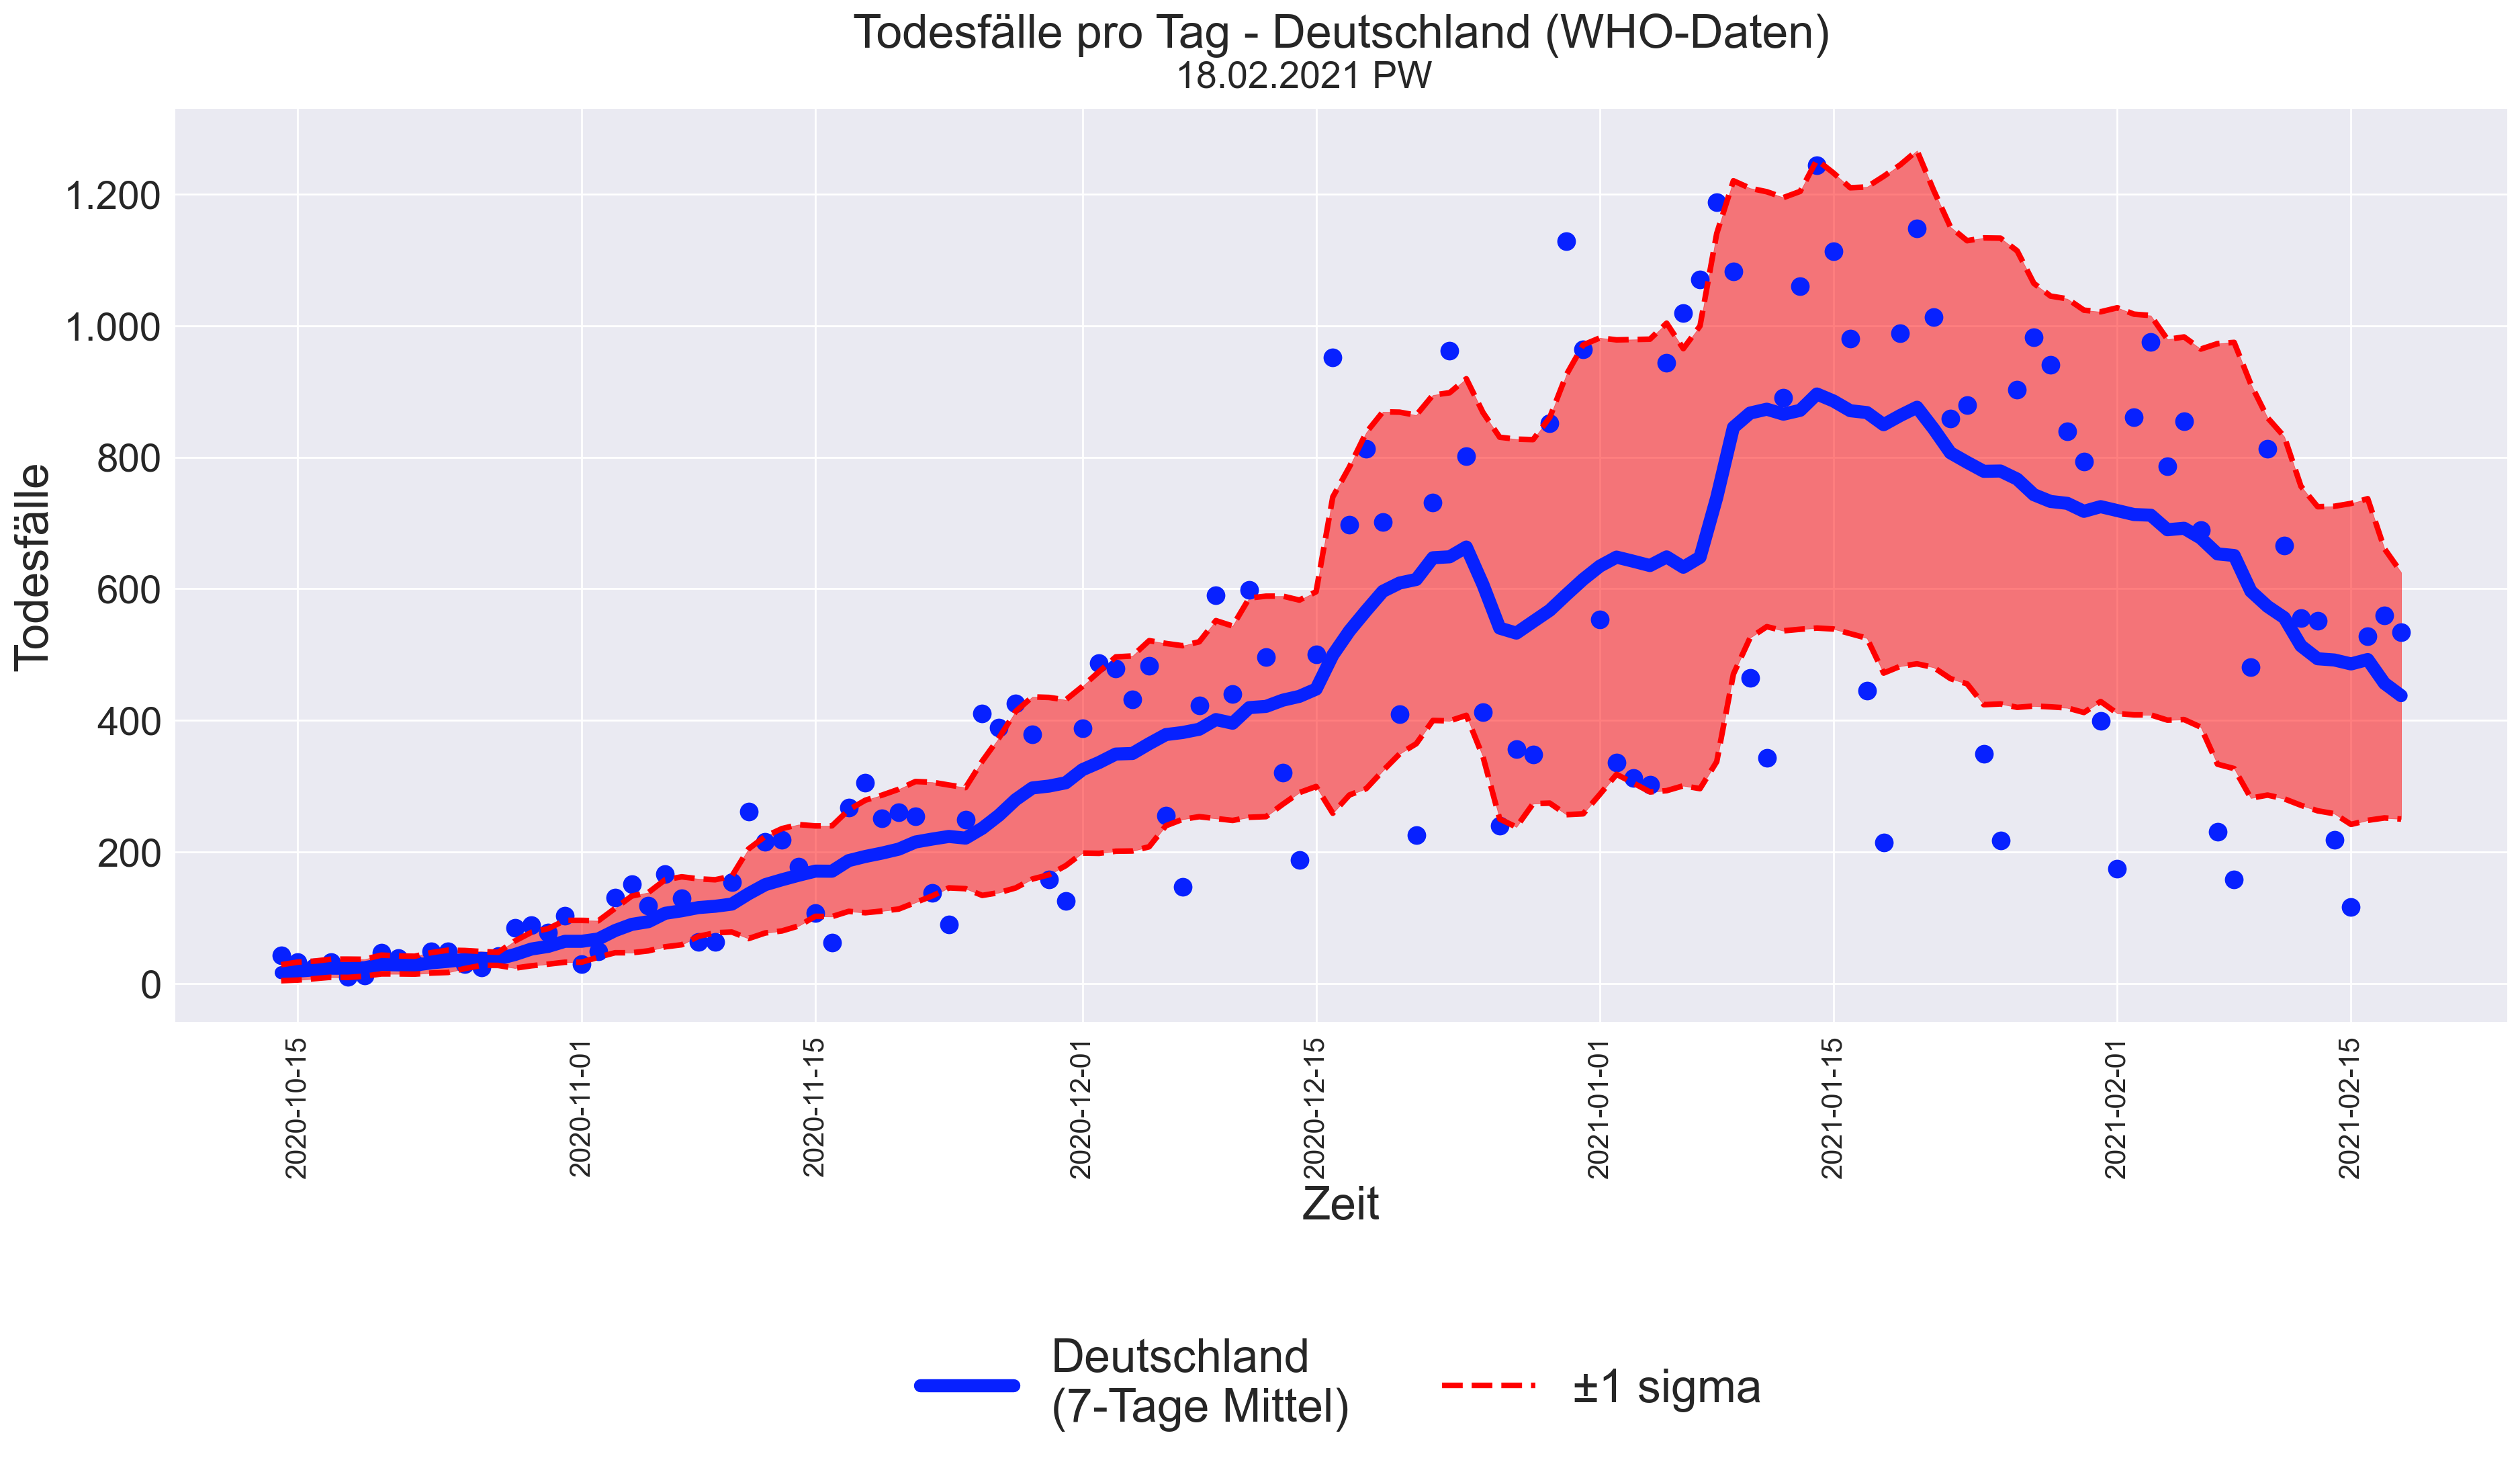 Todesfälle pro Tag - Deutschland (WHO-Daten)
18.02.2021 PW
Todesfälle
1.200
1.000
800
600
400
200
0
2020-10-15
2020-11-01
2020-11-15
2020-12-01
2020-12-15
2021-01-01
2021-01-15
2021-02-01
2021-02-15
Zeit
Deutschland
(7-Tage Mittel)
±1 sigma